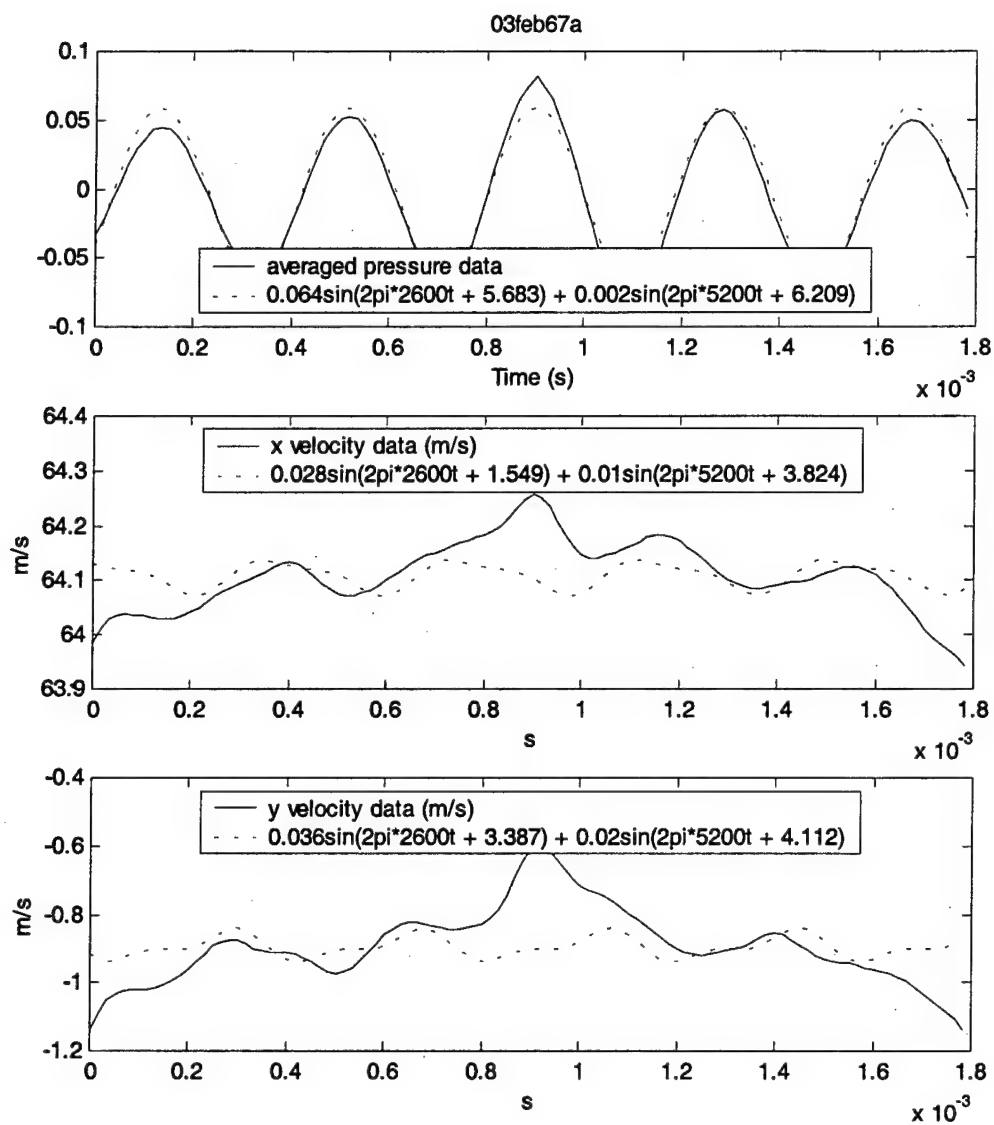 03feb67a
0.1
0.05
0
-0.05
-0.1
averaged pressure data
0.064sin(2pi*2600t + 5.683) + 0.002sin(2pi*5200t + 6.209)
0 0.2 0.4 0.6 0.8 1 1.2 1.4 1.6 1.8
Time (s)
x 10^-3
64.4
64.3
64.2
64.1
64
63.9
m/s
x velocity data (m/s)
0.028sin(2pi*2600t + 1.549) + 0.01sin(2pi*5200t + 3.824)
0 0.2 0.4 0.6 0.8 1 1.2 1.4 1.6 1.8
s
x 10^-3
-0.4
-0.6
-0.8
-1
-1.2
m/s
y velocity data (m/s)
0.036sin(2pi*2600t + 3.387) + 0.02sin(2pi*5200t + 4.112)
0 0.2 0.4 0.6 0.8 1 1.2 1.4 1.6 1.8
s
x 10^-3